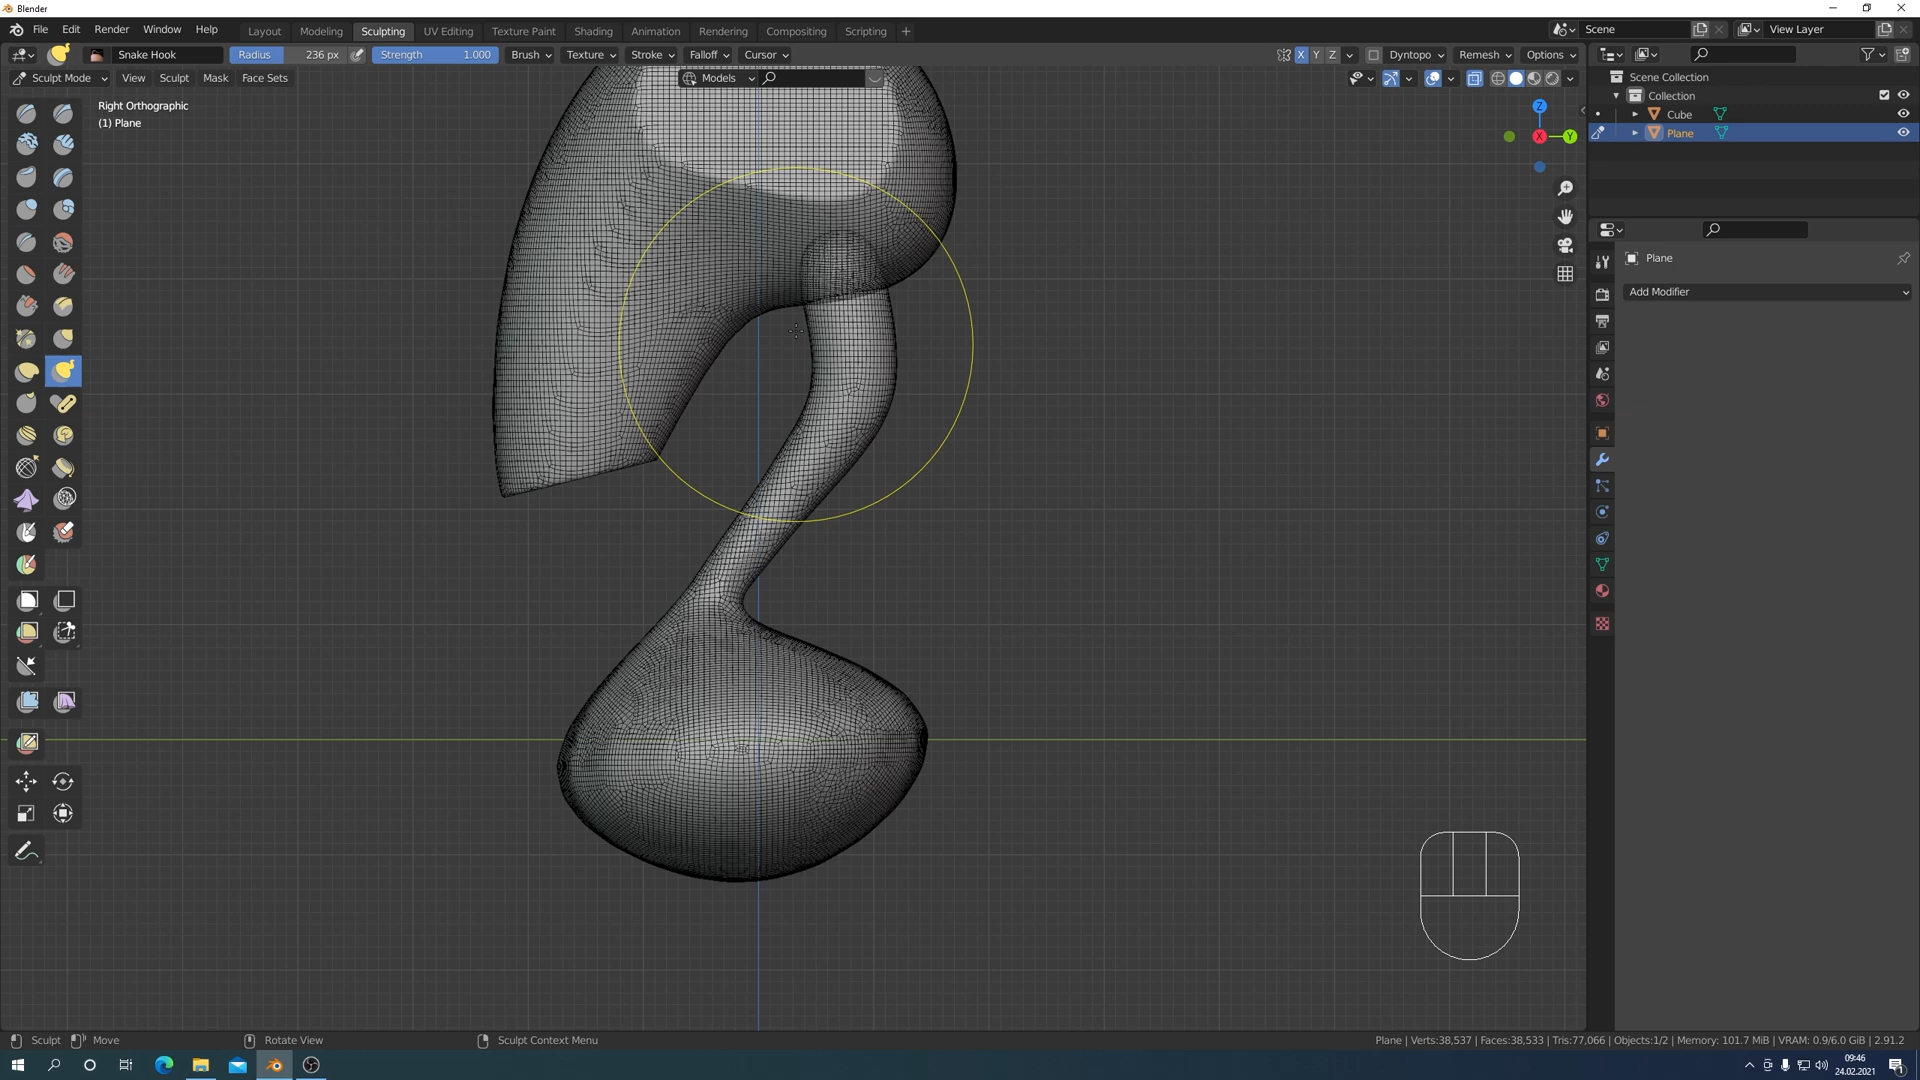 Blender
File Edit Render Window Help
Layout Modeling Sculpting UV Editing Texture Paint Shading Animation Rendering Compositing Scripting +
Scene
View Layer
Snake Hook
Radius 236 px
Strength 1.000
Brush Texture Stroke Falloff Cursor
X Y Z
Dyntopo Remesh Options
Sculpt Mode View Sculpt Mask Face Sets
Models
Right Orthographic
(1) Plane
Z
X
Y
Scene Collection
Collection
Cube
Plane
Plane
Add Modifier
Sculpt Move Rotate View Sculpt Context Menu
Plane | Verts:38,537 | Faces:38,533 | Tris:77,066 | Objects:1/2 | Memory: 101.7 MiB | VRAM: 0.9/6.0 GiB | 2.91.2
09:46
24.02.2021